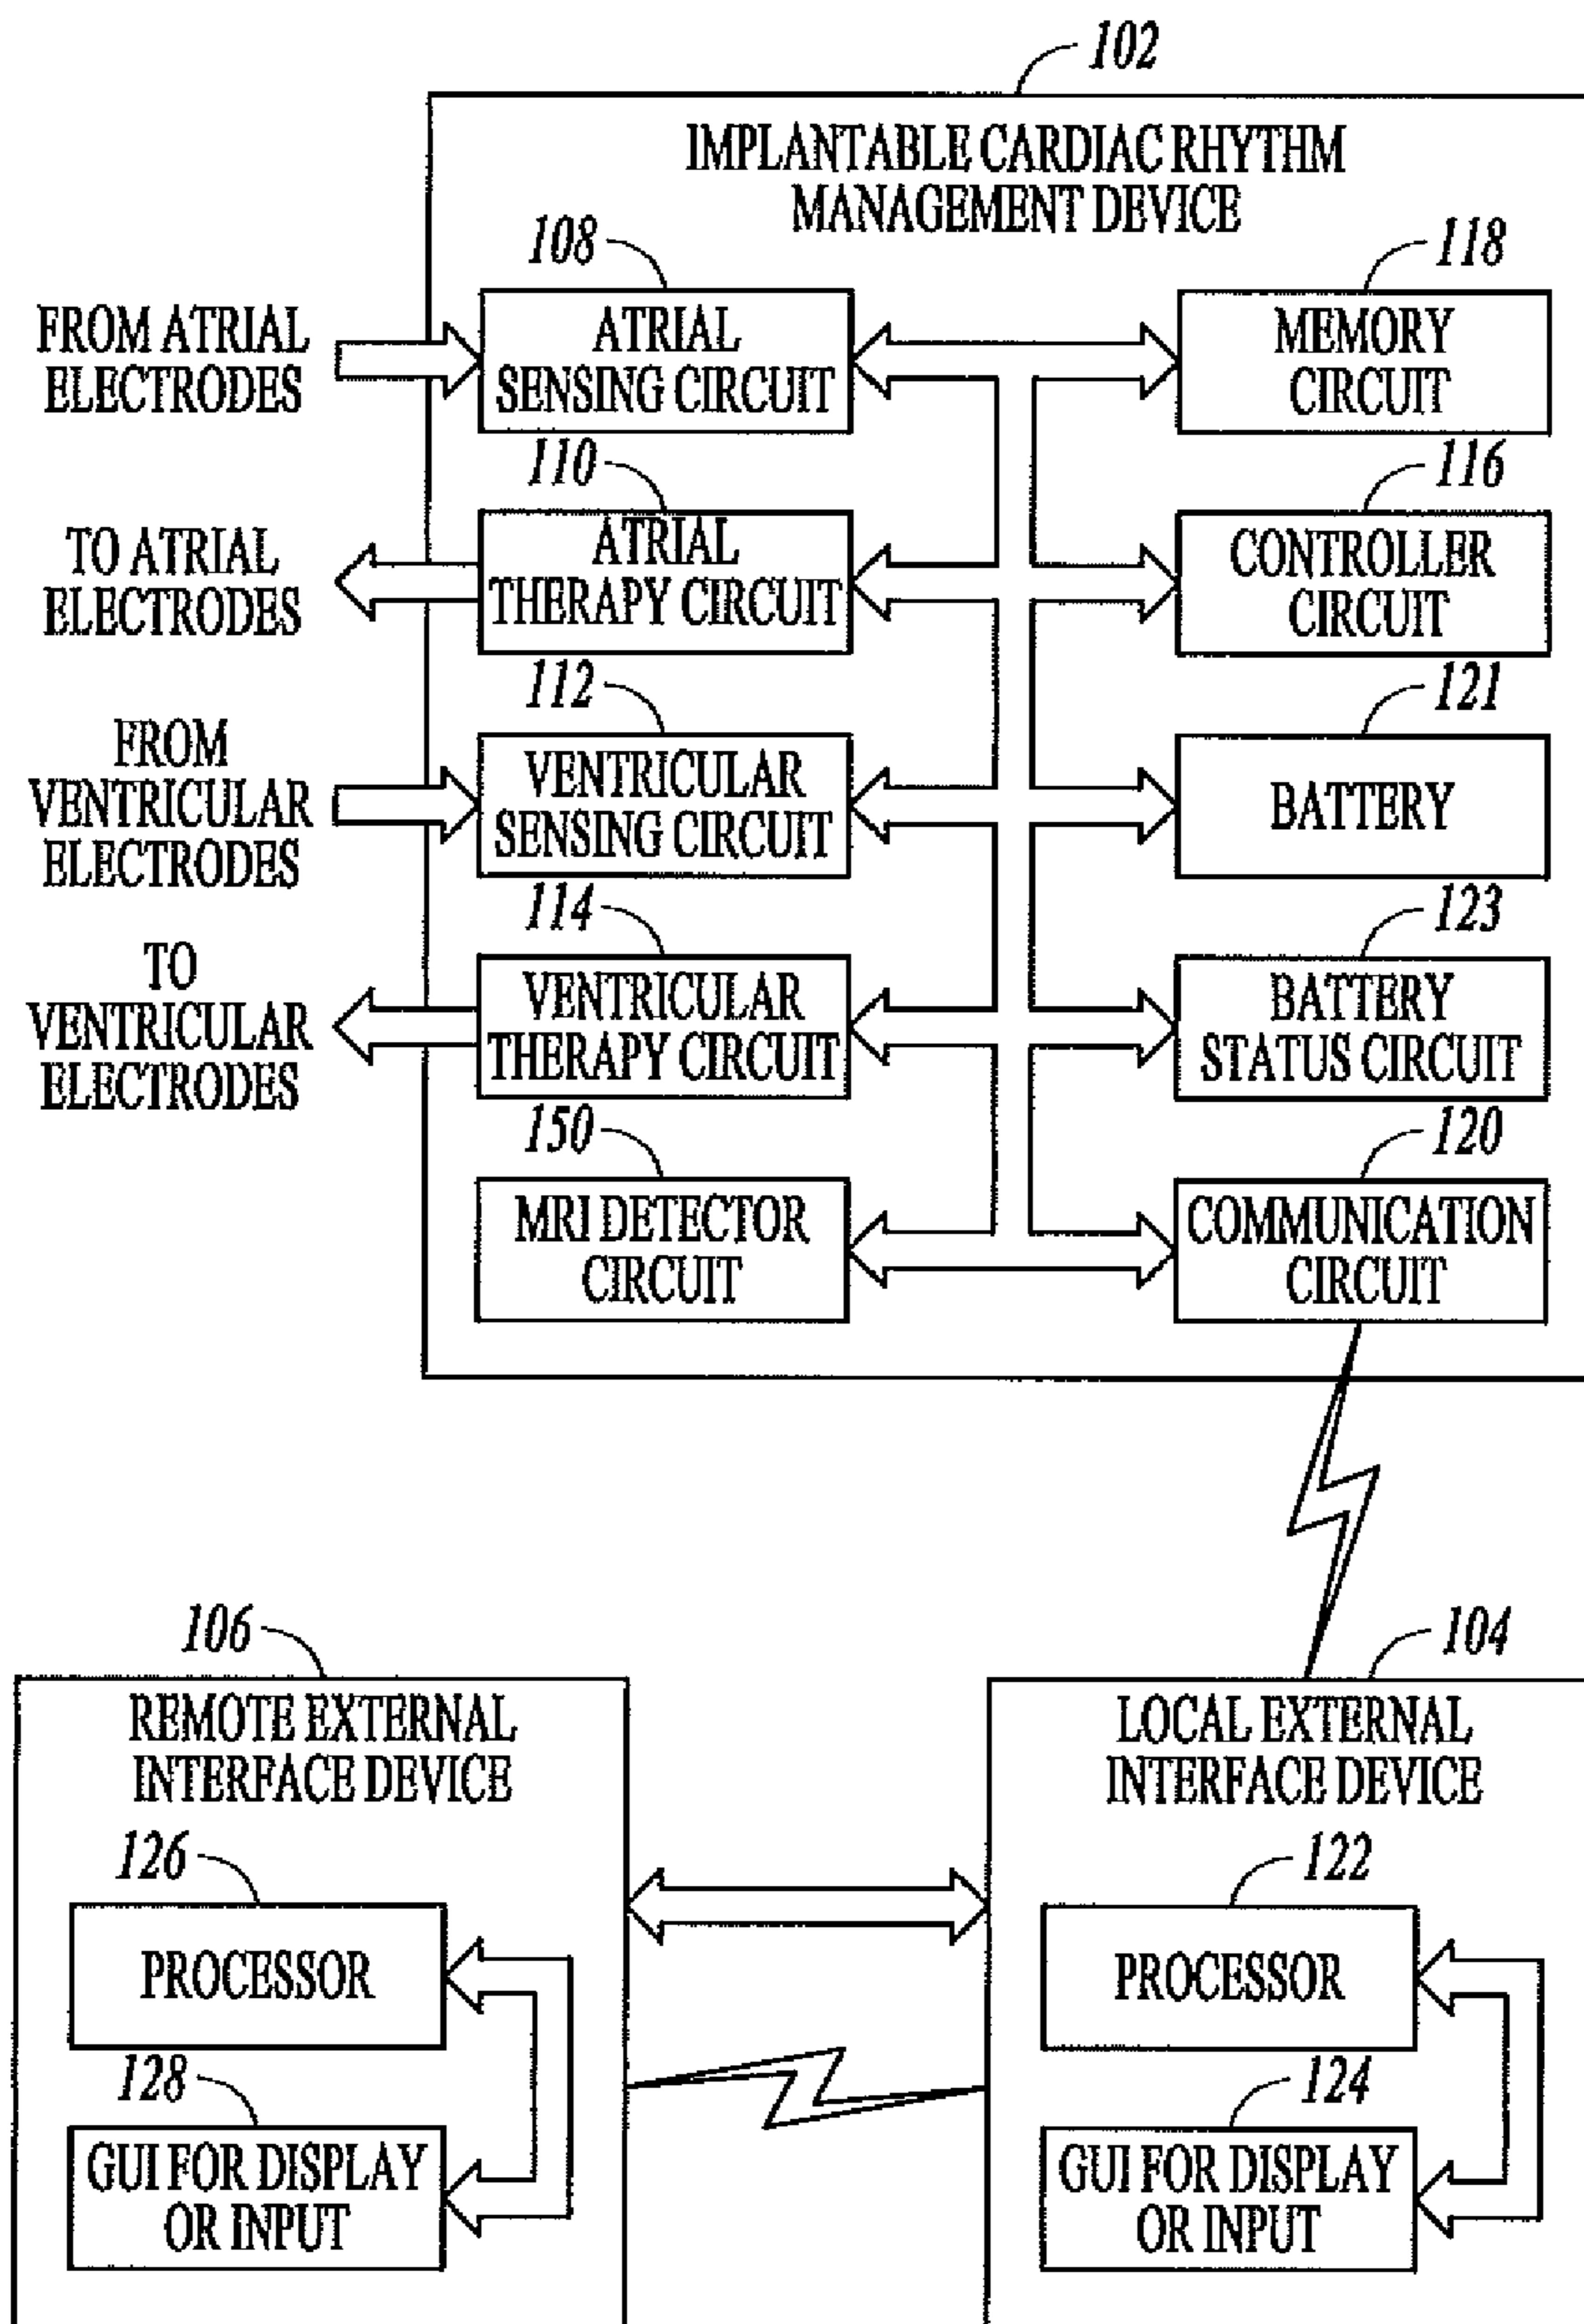 102
IMPLANTABLE CARDIAC RHYTHM
MANAGEMENT DEVICE
108
118
FROM ATRIAL
ELECTRODES
ATRIAL
SENSING CIRCUIT
MEMORY
CIRCUIT
110
116
TO ATRIAL
ELECTRODES
ATRIAL
THERAPY CIRCUIT
CONTROLLER
CIRCUIT
112
121
FROM
VENTRICULAR
ELECTRODES
VENTRICULAR
SENSING CIRCUIT
BATTERY
114
123
TO
VENTRICULAR
ELECTRODES
VENTRICULAR
THERAPY CIRCUIT
BATTERY
STATUS CIRCUIT
150
120
MRI DETECTOR
CIRCUIT
COMMUNICATION
CIRCUIT
106
104
REMOTE EXTERNAL
INTERFACE DEVICE
LOCAL EXTERNAL
INTERFACE DEVICE
126
122
PROCESSOR
PROCESSOR
128
124
GUI FOR DISPLAY
OR INPUT
GUI FOR DISPLAY
OR INPUT